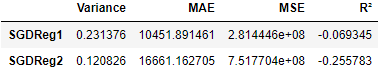 Variance MAE MSE R²
SGDReg1 0.231376 10451.891461 2.814446e+08 -0.069345
SGDReg2 0.120826 16661.162705 7.517704e+08 -0.255783